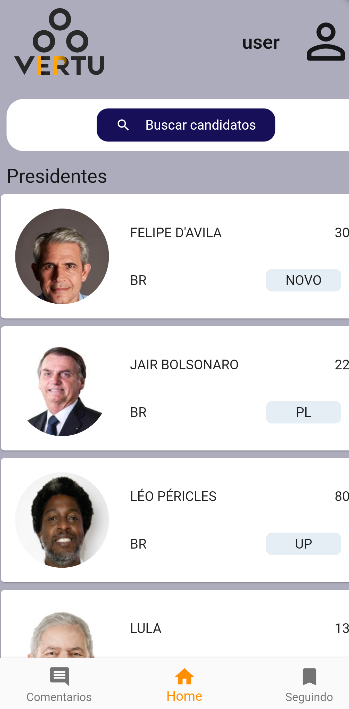 VERTU
user
Buscar candidatos
Presidentes
FELIPE D'AVILA 30
BR NOVO
JAIR BOLSONARO 22
BR PL
LÉO PÉRICLES 80
BR UP
LULA 13
Comentarios Home Seguindo